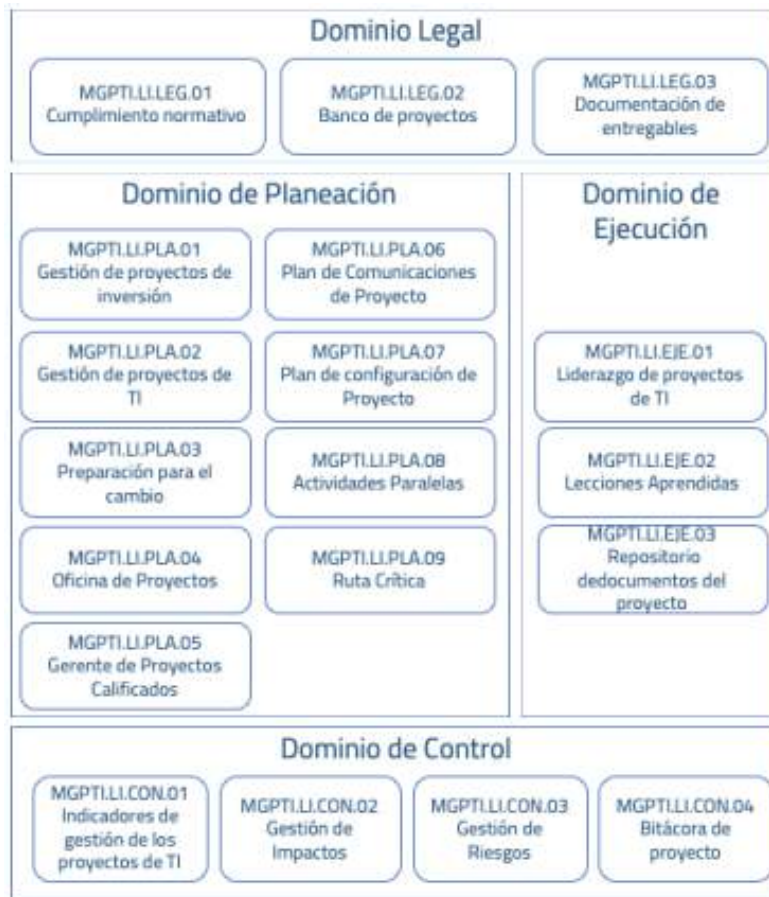 Dominio Legal
MGPTI.LI.LEG.01
Cumplimiento normativo
MGPTI.LI.LEG.02
Banco de proyectos
MGPTI.LI.LEG.03
Documentación de
entregables
Dominio de Planeación
MGPTI.LI.PLA.01
Gestión de proyectos de
inversión
MGPTI.LI.PLA.06
Plan de Comunicaciones
de Proyecto
MGPTI.LI.PLA.02
Gestión de proyectos de
TI
MGPTI.LI.PLA.07
Plan de configuración de
Proyecto
MGPTI.LI.PLA.03
Preparación para el
cambio
MGPTI.LI.PLA.08
Actividades Paralelas
MGPTI.LI.PLA.04
Oficina de Proyectos
MGPTI.LI.PLA.09
Ruta Crítica
MGPTI.LI.PLA.05
Gerente de Proyectos
Calificados
Dominio de
Ejecución
MGPTI.LI.EJE.01
Liderazgo de proyectos
de TI
MGPTI.LI.EJE.02
Lecciones Aprendidas
MGPTI.LI.EJE.03
Repositorio
dedocumentos del
proyecto
Dominio de Control
MGPTI.LI.CON.01
Indicadores de
gestión de los
proyectos de TI
MGPTI.LI.CON.02
Gestión de
Impactos
MGPTI.LI.CON.03
Gestión de
Riesgos
MGPTI.LI.CON.04
Bitácora de
proyecto